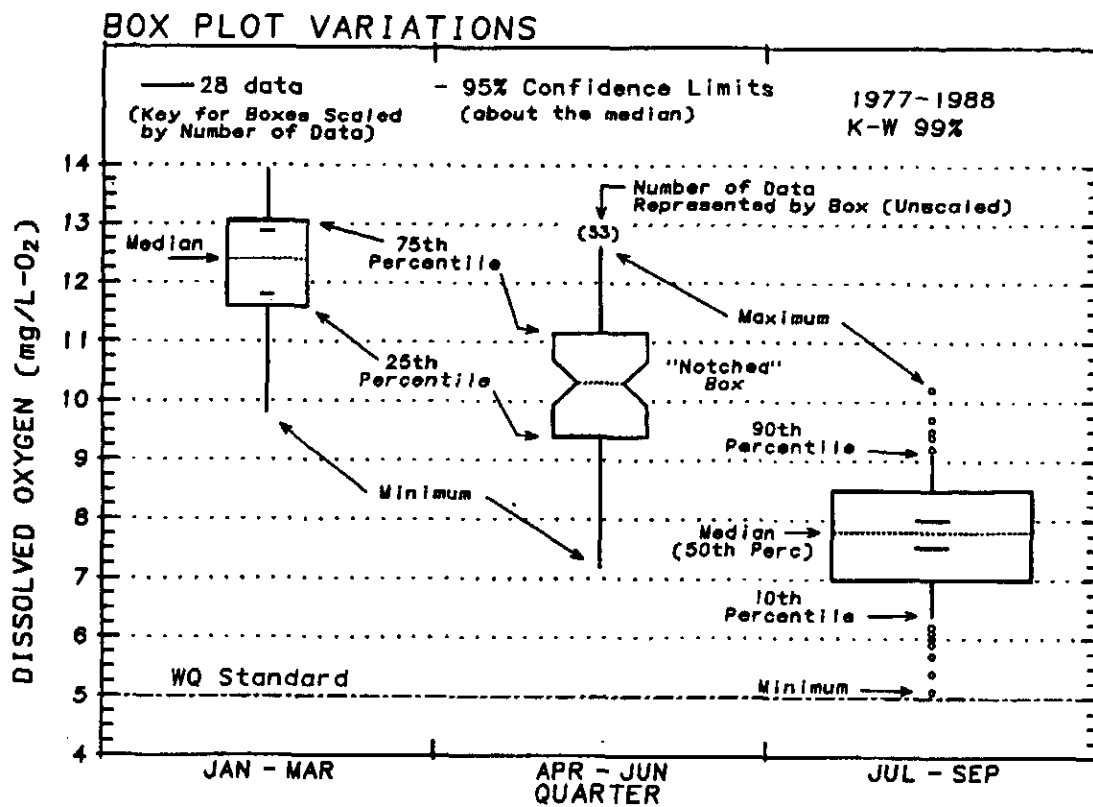 BOX PLOT VARIATIONS
28 data
(Key for Boxes Scaled
by Number of Data)
- 95% Confidence Limits
(about the median)
1977-1988
K-W 99%
DISSOLVED OXYGEN (mg/L-O₂)
14
13
12
11
10
9
8
7
6
5
4
Median
75th
Percentile
25th
Percentile
Minimum
Number of Data
Represented by Box (Unscaled)
(53)
Maximum
"Notched"
Box
90th
Percentile
Median
(50th Perc)
10th
Percentile
Minimum
WQ Standard
JAN - MAR
APR - JUN
JUL - SEP
QUARTER